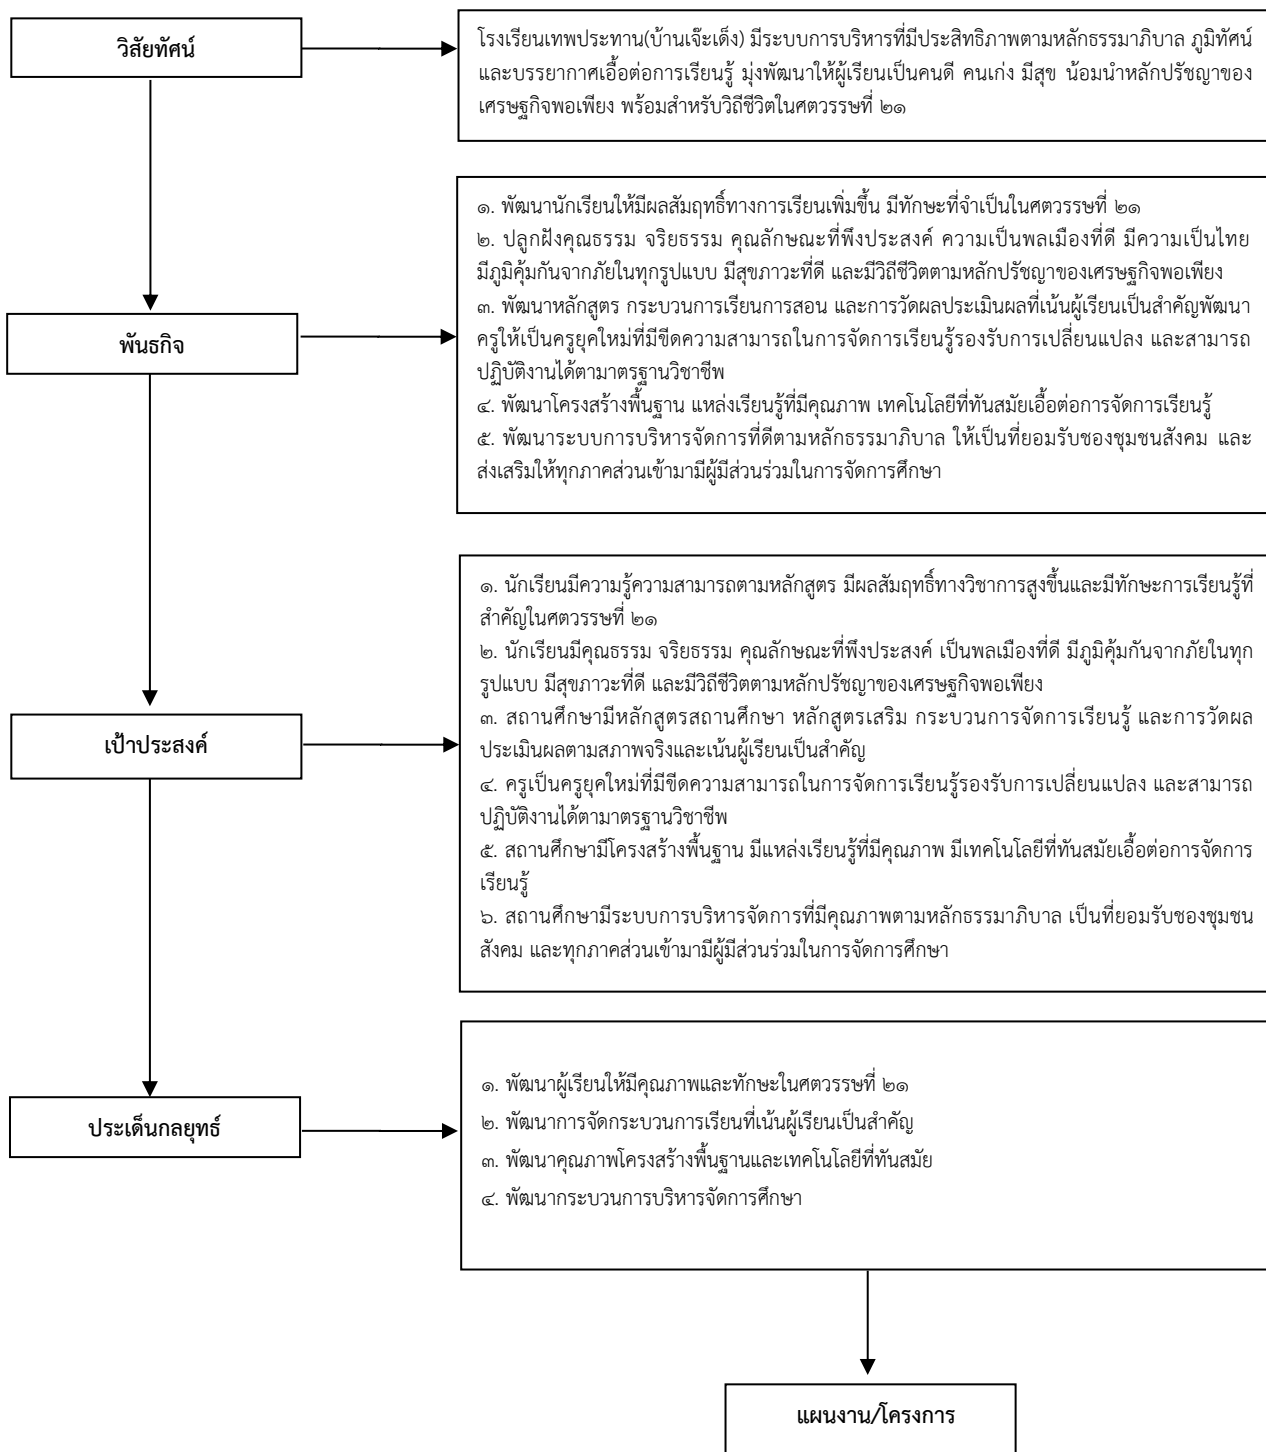 วิสัยทัศน์
โรงเรียนเทพประทาน(บ้านเจ๊ะเด็ง) มีระบบการบริหารที่มีประสิทธิภาพตามหลักธรรมาภิบาล ภูมิทัศน์
และบรรยากาศเอื้อต่อการเรียนรู้ มุ่งพัฒนาให้ผู้เรียนเป็นคนดี คนเก่ง มีสุข น้อมนำหลักปรัชญาของ
เศรษฐกิจพอเพียง พร้อมสำหรับวิถีชีวิตในศตวรรษที่ ๒๑
พันธกิจ
๑. พัฒนานักเรียนให้มีผลสัมฤทธิ์ทางการเรียนเพิ่มขึ้น มีทักษะที่จำเป็นในศตวรรษที่ ๒๑
๒. ปลูกฝังคุณธรรม จริยธรรม คุณลักษณะที่พึงประสงค์ ความเป็นพลเมืองที่ดี มีความเป็นไทย
มีภูมิคุ้มกันจากภัยในทุกรูปแบบ มีสุขภาวะที่ดี และมีวิถีชีวิตตามหลักปรัชญาของเศรษฐกิจพอเพียง
๓. พัฒนาหลักสูตร กระบวนการเรียนการสอน และการวัดผลประเมินผลที่เน้นผู้เรียนเป็นสำคัญพัฒนา
ครูให้เป็นครูยุคใหม่ที่มีขีดความสามารถในการจัดการเรียนรู้รองรับการเปลี่ยนแปลง และสามารถ
ปฏิบัติงานได้ตามาตรฐานวิชาชีพ
๔. พัฒนาโครงสร้างพื้นฐาน แหล่งเรียนรู้ที่มีคุณภาพ เทคโนโลยีที่ทันสมัยเอื้อต่อการจัดการเรียนรู้
๕. พัฒนาระบบการบริหารจัดการที่ดีตามหลักธรรมาภิบาล ให้เป็นที่ยอมรับชองชุมชนสังคม และ
ส่งเสริมให้ทุกภาคส่วนเข้ามามีผู้มีส่วนร่วมในการจัดการศึกษา
เป้าประสงค์
๑. นักเรียนมีความรู้ความสามารถตามหลักสูตร มีผลสัมฤทธิ์ทางวิชาการสูงขึ้นและมีทักษะการเรียนรู้ที่
สำคัญในศตวรรษที่ ๒๑
๒. นักเรียนมีคุณธรรม จริยธรรม คุณลักษณะที่พึงประสงค์ เป็นพลเมืองที่ดี มีภูมิคุ้มกันจากภัยในทุก
รูปแบบ มีสุขภาวะที่ดี และมีวิถีชีวิตตามหลักปรัชญาของเศรษฐกิจพอเพียง
๓. สถานศึกษามีหลักสูตรสถานศึกษา หลักสูตรเสริม กระบวนการจัดการเรียนรู้ และการวัดผล
ประเมินผลตามสภาพจริงและเน้นผู้เรียนเป็นสำคัญ
๔. ครูเป็นครูยุคใหม่ที่มีขีดความสามารถในการจัดการเรียนรู้รองรับการเปลี่ยนแปลง และสามารถ
ปฏิบัติงานได้ตามาตรฐานวิชาชีพ
๕. สถานศึกษามีโครงสร้างพื้นฐาน มีแหล่งเรียนรู้ที่มีคุณภาพ มีเทคโนโลยีที่ทันสมัยเอื้อต่อการจัดการ
เรียนรู้
๖. สถานศึกษามีระบบการบริหารจัดการที่มีคุณภาพตามหลักธรรมาภิบาล เป็นที่ยอมรับชองชุมชน
สังคม และทุกภาคส่วนเข้ามามีผู้มีส่วนร่วมในการจัดการศึกษา
ประเด็นกลยุทธ์
๑. พัฒนาผู้เรียนให้มีคุณภาพและทักษะในศตวรรษที่ ๒๑
๒. พัฒนาการจัดกระบวนการเรียนที่เน้นผู้เรียนเป็นสำคัญ
๓. พัฒนาคุณภาพโครงสร้างพื้นฐานและเทคโนโลยีที่ทันสมัย
๔. พัฒนากระบวนการบริหารจัดการศึกษา
แผนงาน/โครงการ